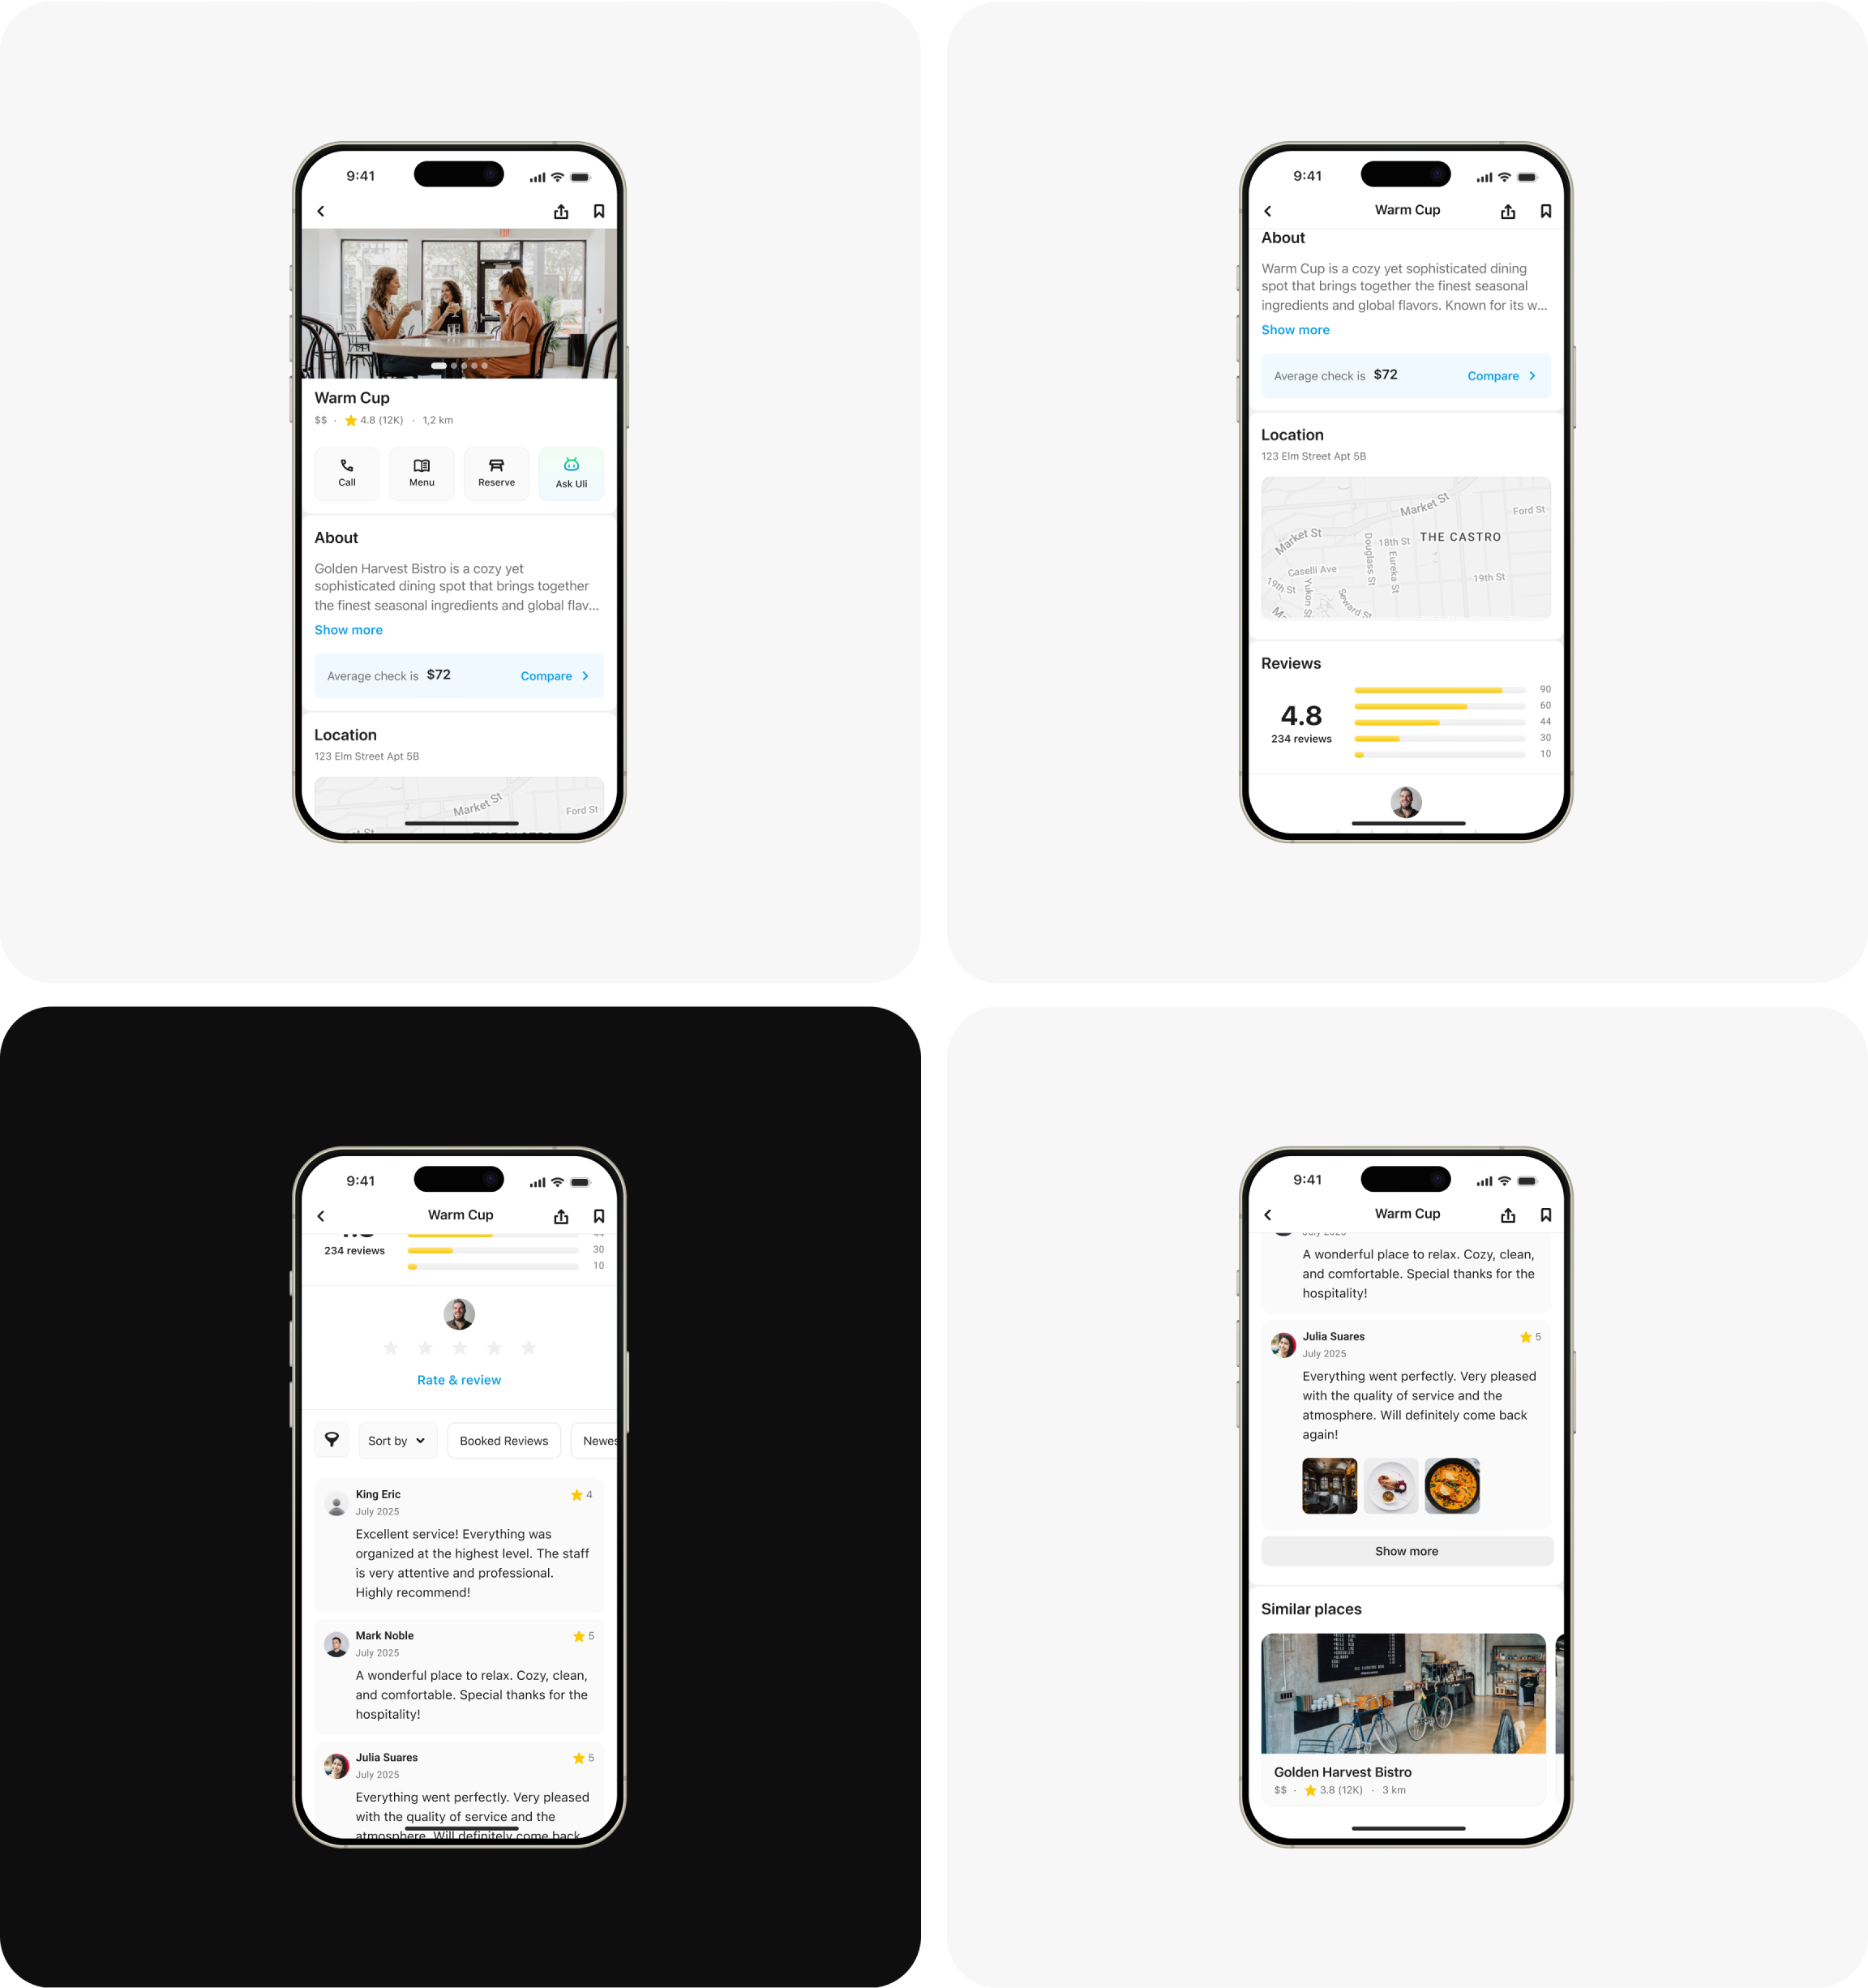 9:41
Warm Cup
$$ · 4.8 (12K) · 1,2 km
Call
Menu
Reserve
Ask Uli
About
Golden Harvest Bistro is a cozy yet
sophisticated dining spot that brings together
the finest seasonal ingredients and global flav...
Show more
Average check is $72
Compare
Location
123 Elm Street Apt 5B
Market St
Ford St
9:41
Warm Cup
About
Warm Cup is a cozy yet sophisticated dining
spot that brings together the finest seasonal
ingredients and global flavors. Known for its w...
Show more
Average check is $72
Compare
Location
123 Elm Street Apt 5B
Market St
Ford St
Market St
Douglass St
18th St
Eureka St
THE CASTRO
Caselli Ave
19th St
19th St
Yukon St
Seward St
Reviews
90
60
4.8
44
234 reviews
30
10
9:41
Warm Cup
44
234 reviews
30
10
Rate & review
Sort by
Booked Reviews
Newes
King Eric
4
July 2025
Excellent service! Everything was
organized at the highest level. The staff
is very attentive and professional.
Highly recommend!
Mark Noble
5
July 2025
A wonderful place to relax. Cozy, clean,
and comfortable. Special thanks for the
hospitality!
Julia Suares
5
July 2025
Everything went perfectly. Very pleased
with the quality of service and the
atmosphere. Will definitely come back
9:41
Warm Cup
July 2025
A wonderful place to relax. Cozy, clean,
and comfortable. Special thanks for the
hospitality!
Julia Suares
5
July 2025
Everything went perfectly. Very pleased
with the quality of service and the
atmosphere. Will definitely come back
again!
Show more
Similar places
Golden Harvest Bistro
$$ · 3.8 (12K) · 3 km